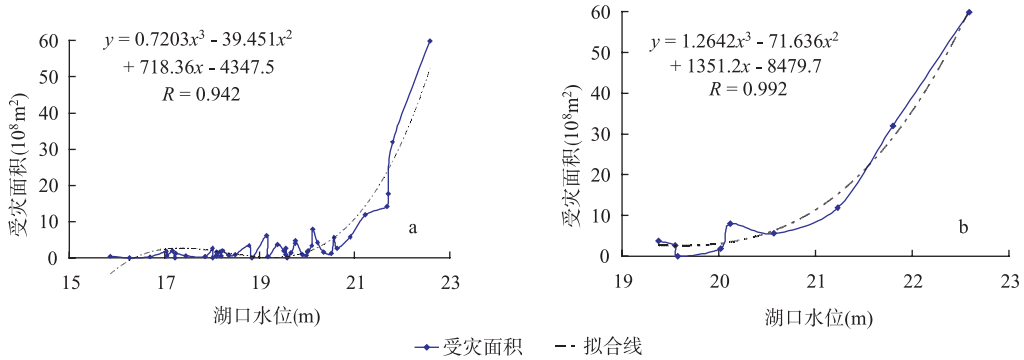 y = 0.7203x³ - 39.451x²
+ 718.36x - 4347.5
R = 0.942
60
50
40
30
20
10
0
受灾面积(10⁸m²)
a
15
17
19
21
23
湖口水位(m)
y = 1.2642x³ - 71.636x²
+ 1351.2x - 8479.7
R = 0.992
60
50
40
30
20
10
0
受灾面积(10⁸m²)
b
19
20
21
22
23
湖口水位(m)
受灾面积
拟合线